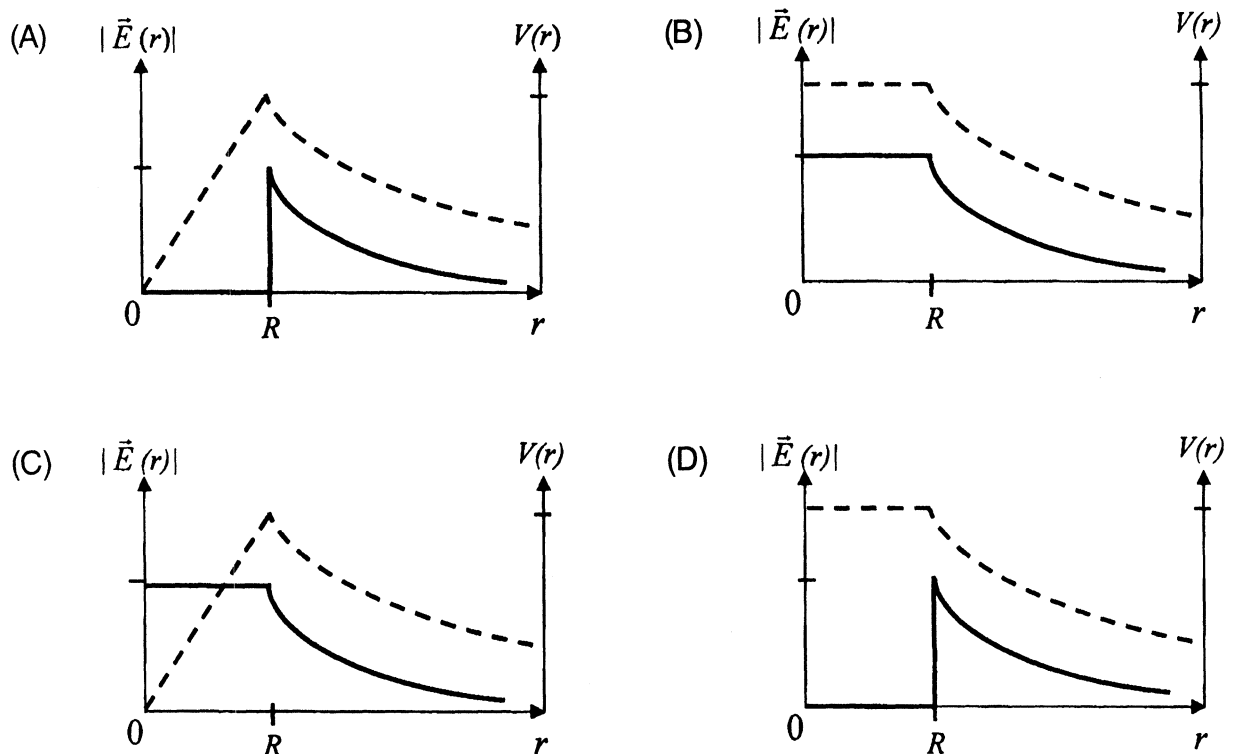 (A) | E⃗ (r)| V(r) (B) | E⃗ (r)| V(r)
0 R r 0 R r
(C) | E⃗ (r)| V(r) (D) | E⃗ (r)| V(r)
0 R r 0 R r